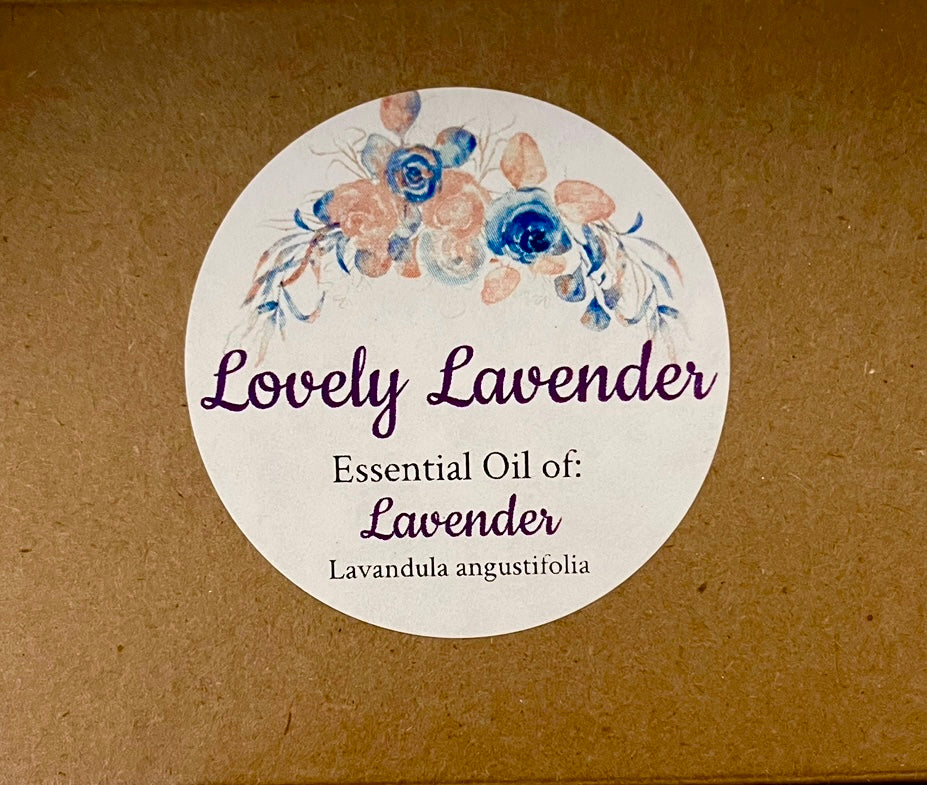 Lovely Lavender
Essential Oil of:
Lavender
Lavandula angustifolia